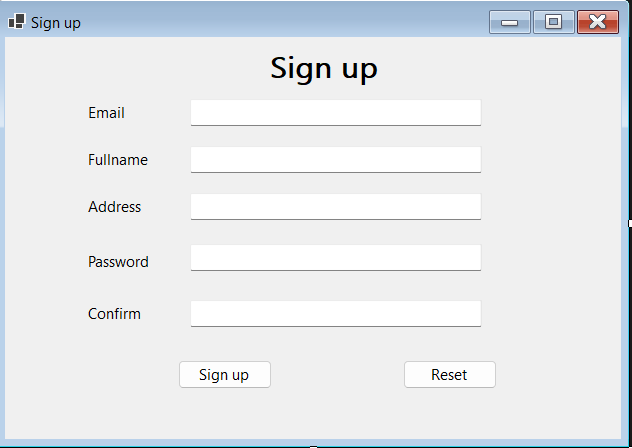 Sign up
Sign up
Email
Fullname
Address
Password
Confirm
Sign up Reset